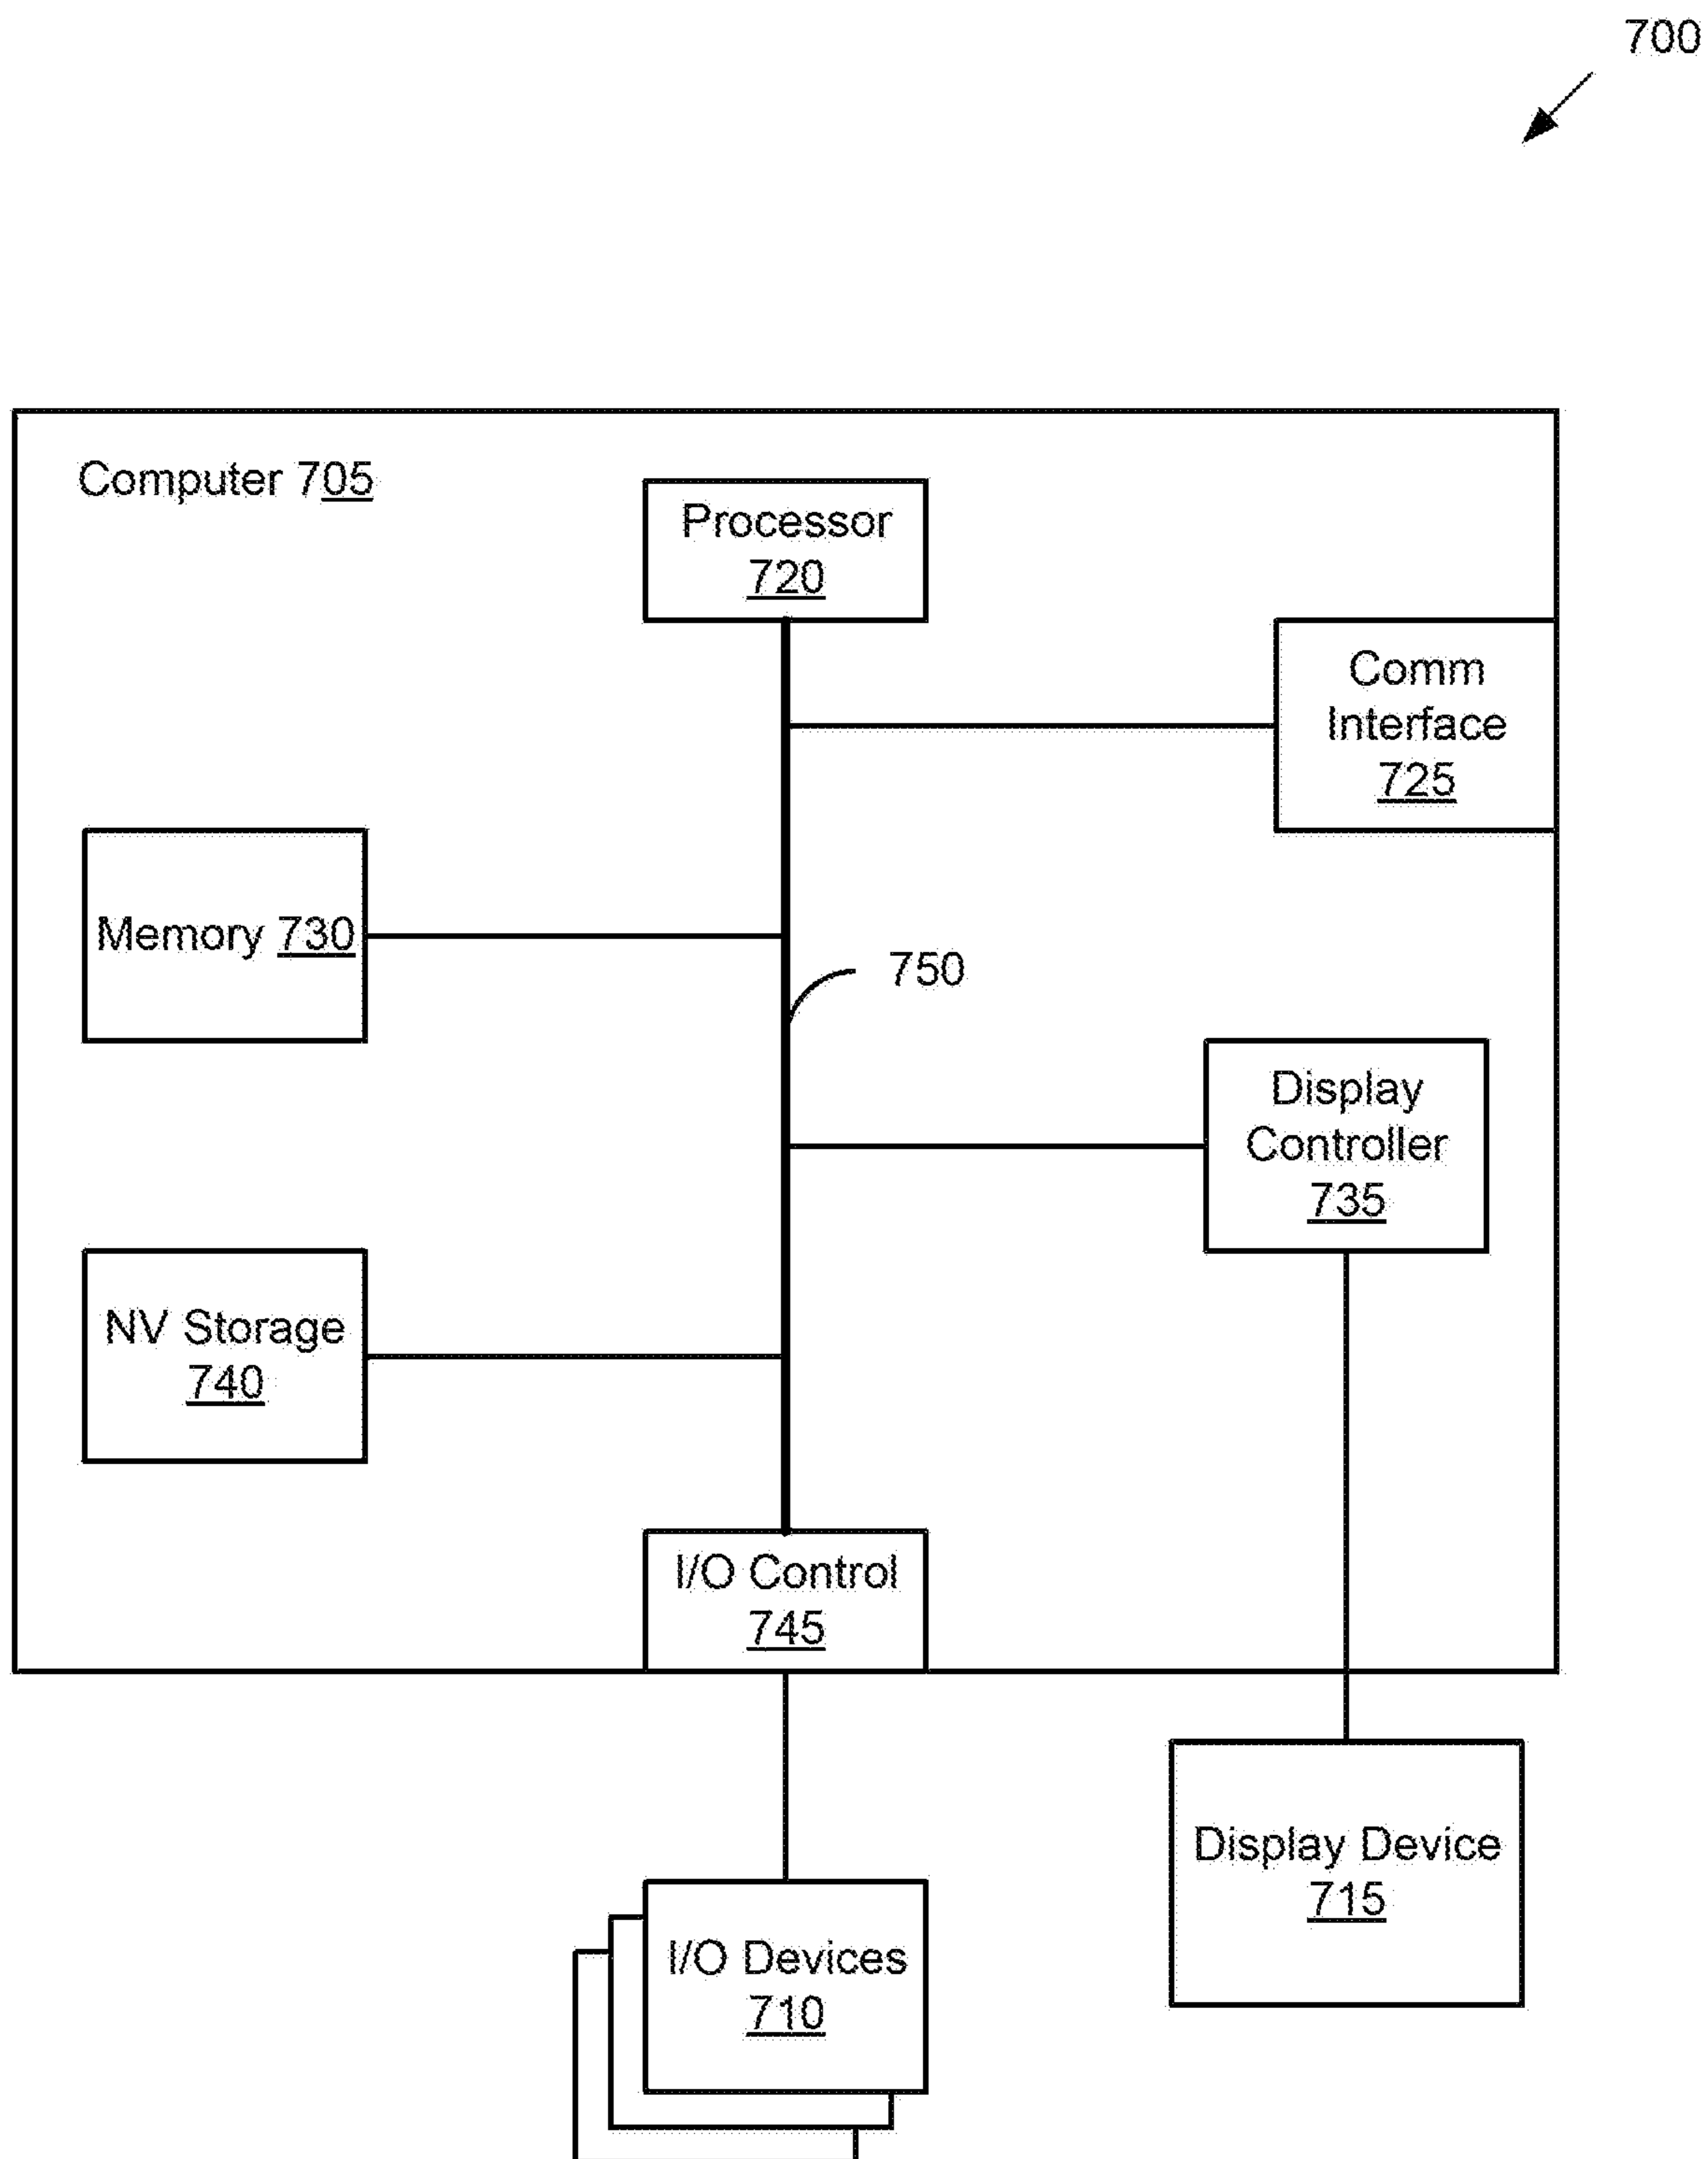 700
Computer 705
Processor
720
Comm
Interface
725
Memory 730
750
Display
Controller
735
NV Storage
740
I/O Control
745
Display Device
715
I/O Devices
710